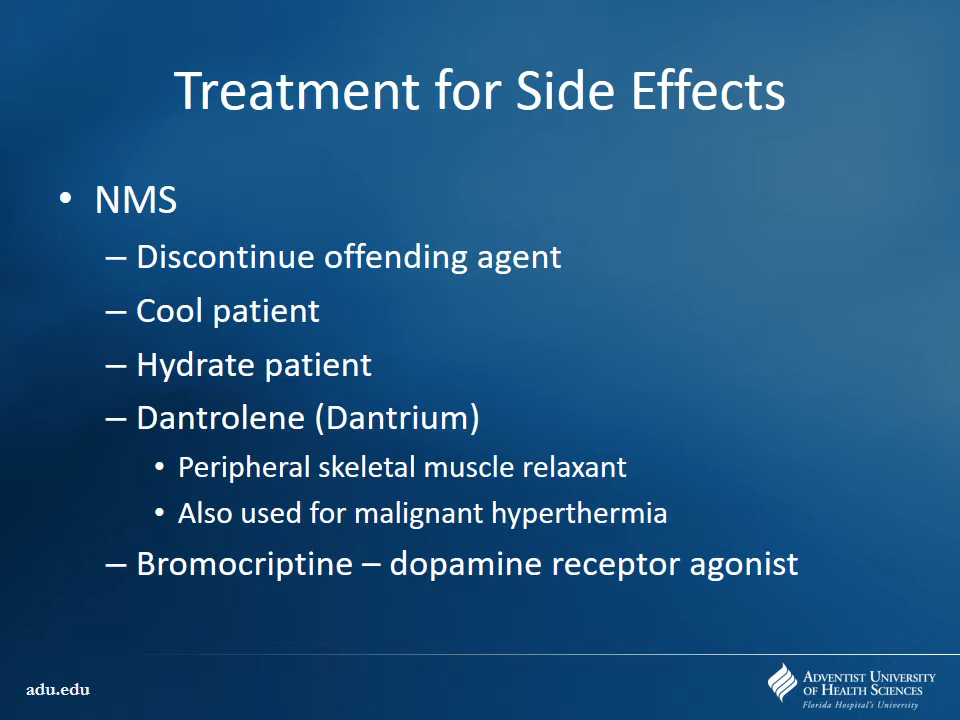 Treatment for Side Effects
• NMS
– Discontinue offending agent
– Cool patient
– Hydrate patient
– Dantrolene (Dantrium)
• Peripheral skeletal muscle relaxant
• Also used for malignant hyperthermia
– Bromocriptine – dopamine receptor agonist
adu.edu
ADVENTIST UNIVERSITY
OF HEALTH SCIENCES
Florida Hospital's University